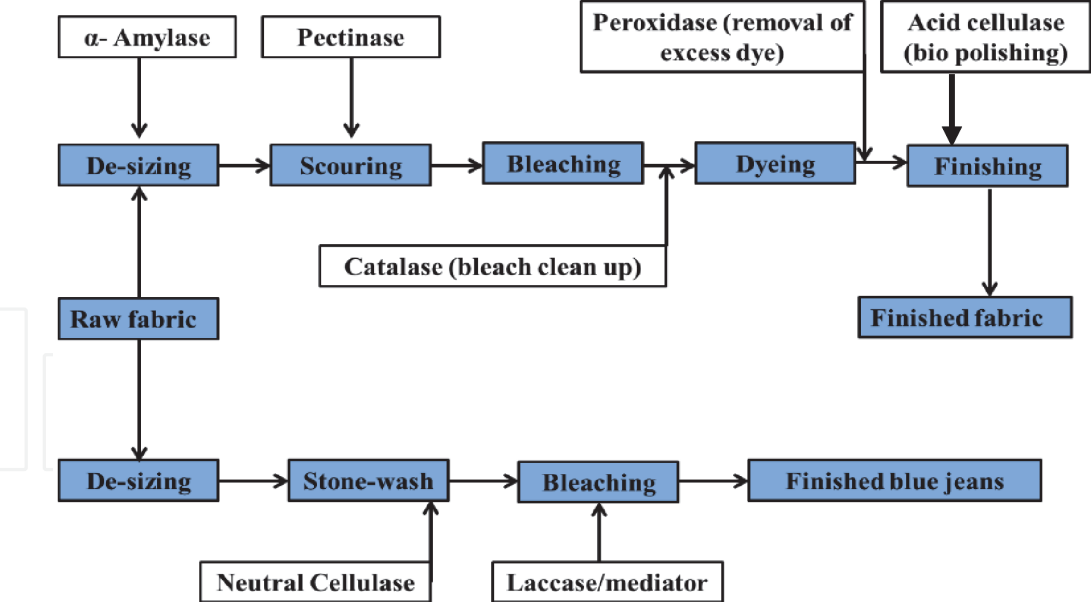 α- Amylase
Pectinase
Peroxidase (removal of
excess dye)
Acid cellulase
(bio polishing)
De-sizing
Scouring
Bleaching
Dyeing
Finishing
Catalase (bleach clean up)
Raw fabric
Finished fabric
De-sizing
Stone-wash
Bleaching
Finished blue jeans
Neutral Cellulase
Laccase/mediator